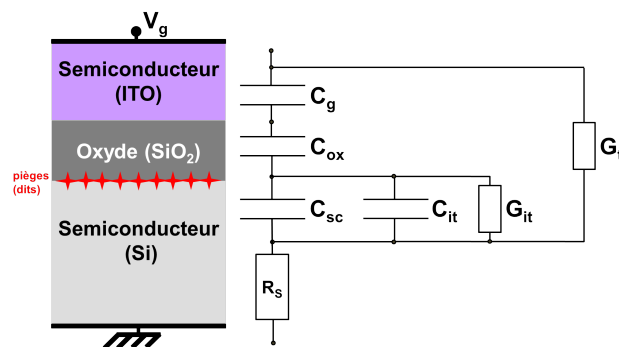 V_g
Semiconducteur
(ITO)
Oxyde (SiO₂)
pièges
(dits)
Semiconducteur
(Si)
C_g
C_ox
C_sc
C_it
G_it
R_S